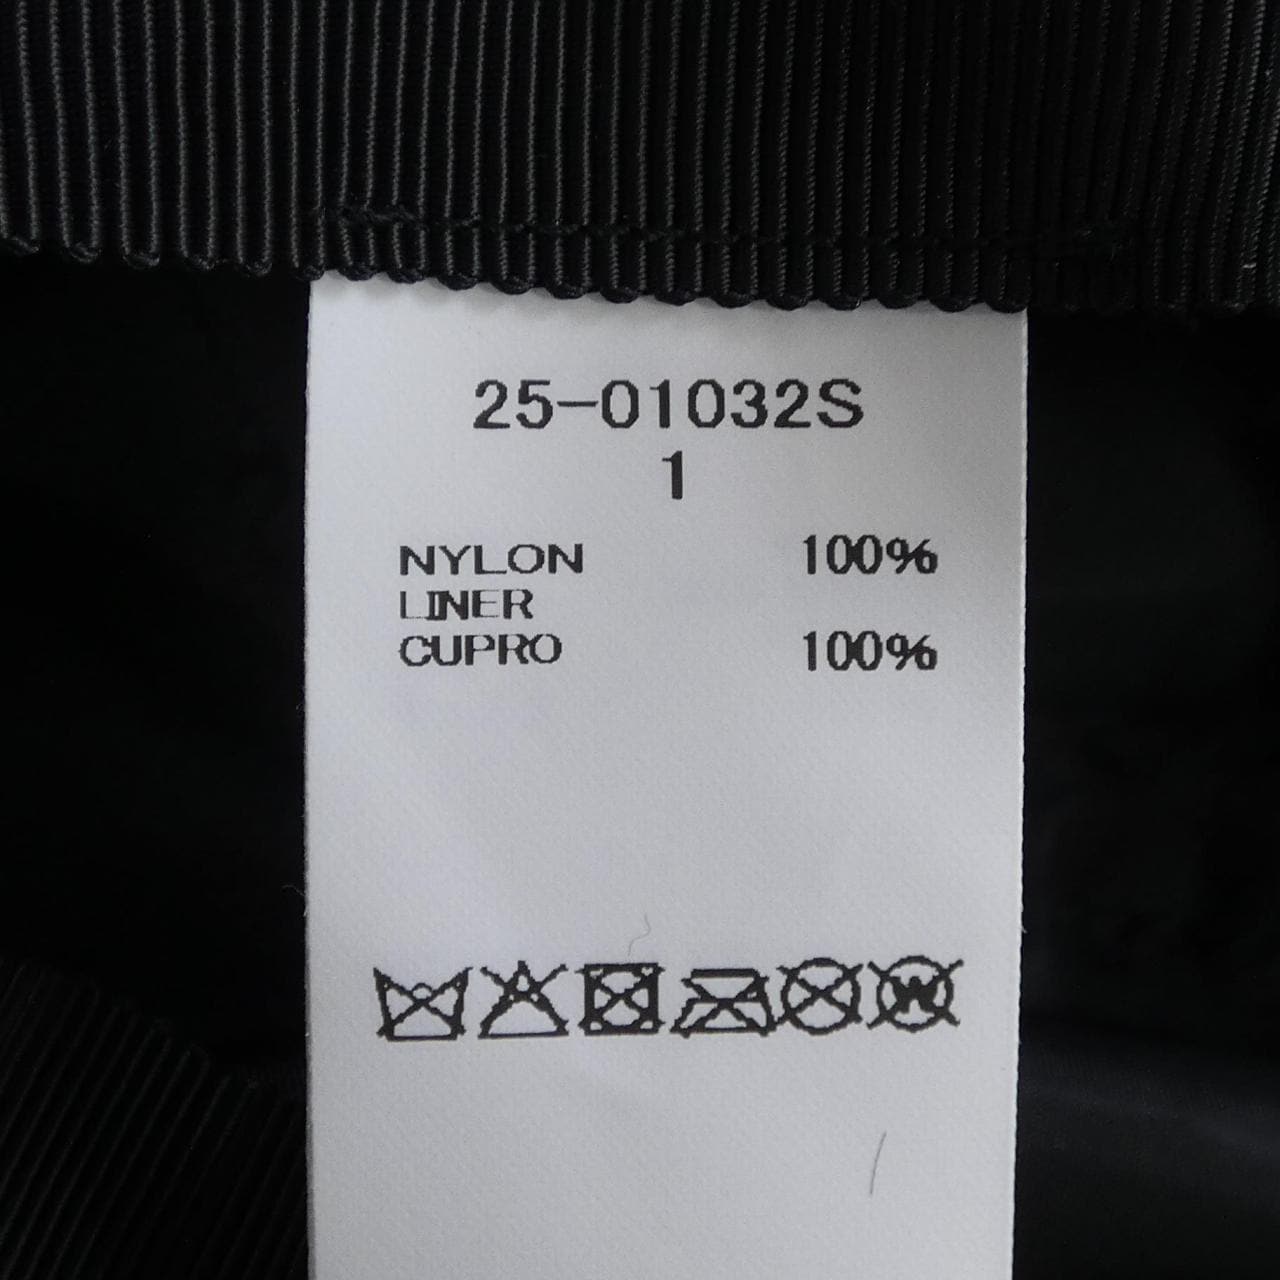 25-01032S
1
NYLON 100%
LINER
CUPRO 100%
W